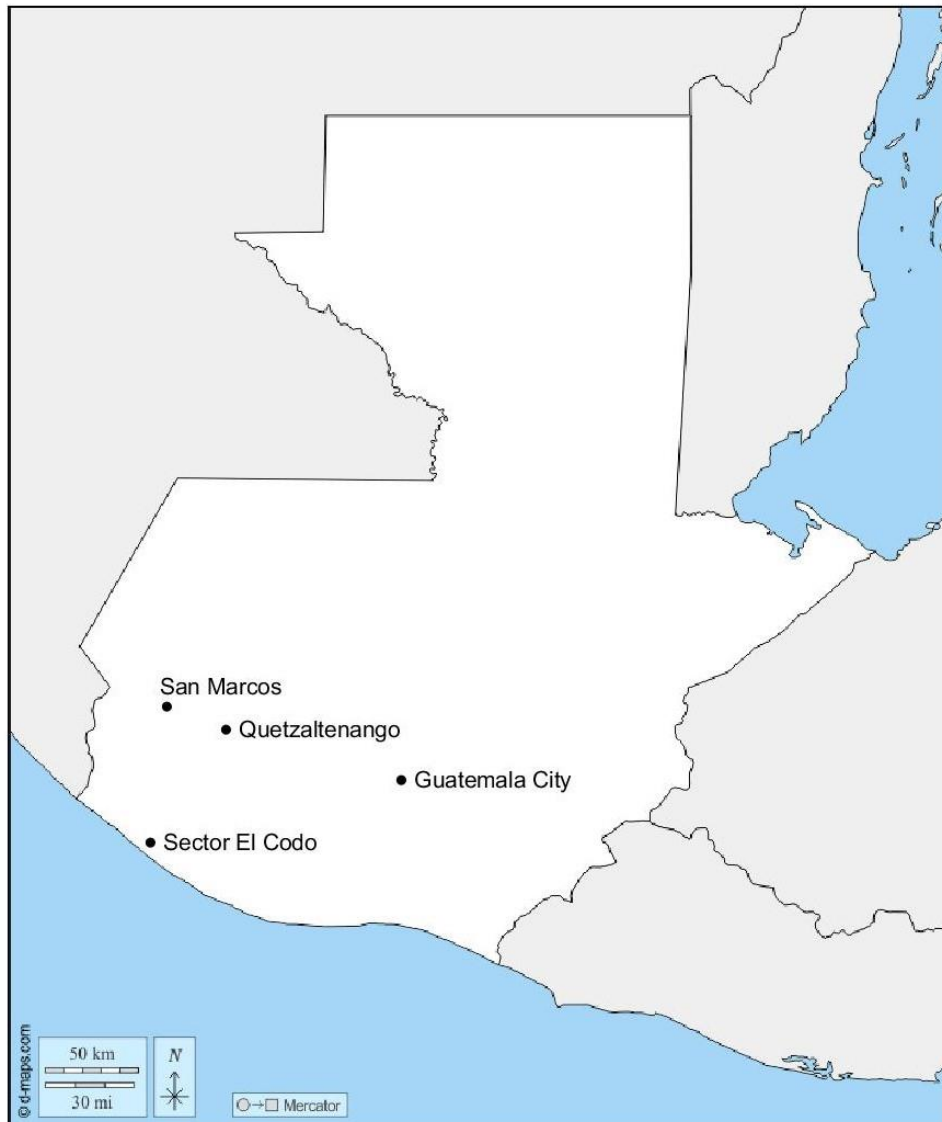 San Marcos
Quetzaltenango
Guatemala City
Sector El Codo
© d-maps.com
50 km
30 mi
N
Mercator